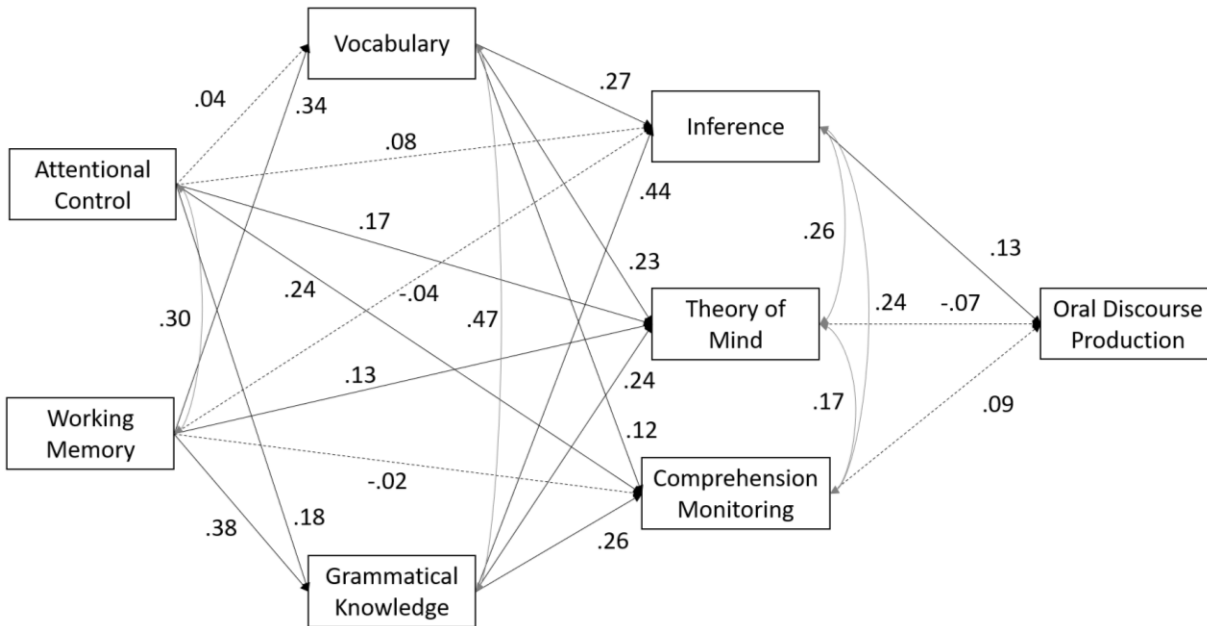 Vocabulary
.27
.04
.34
Inference
.08
Attentional
Control
.44
.17
.26
.13
.23
.24
-.04
.24
-.07
Theory of
Mind
Oral Discourse
Production
.30
.47
.13
.24
.17
.09
Working
Memory
.12
-.02
Comprehension
Monitoring
.38
.18
.26
Grammatical
Knowledge